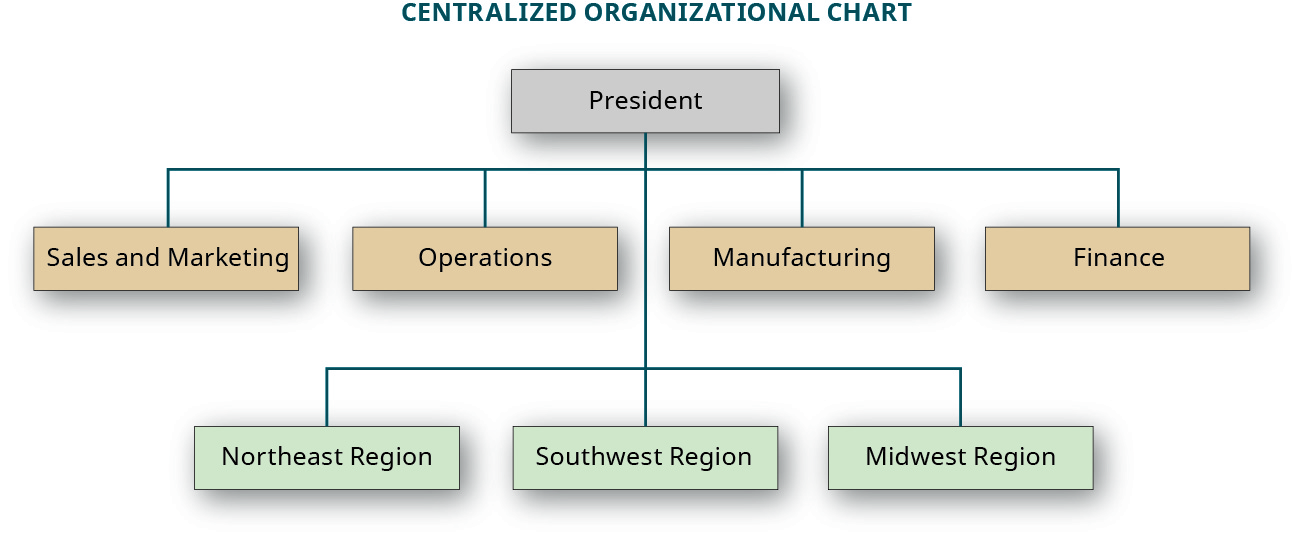 CENTRALIZED ORGANIZATIONAL CHART
President
Sales and Marketing
Operations
Manufacturing
Finance
Northeast Region
Southwest Region
Midwest Region